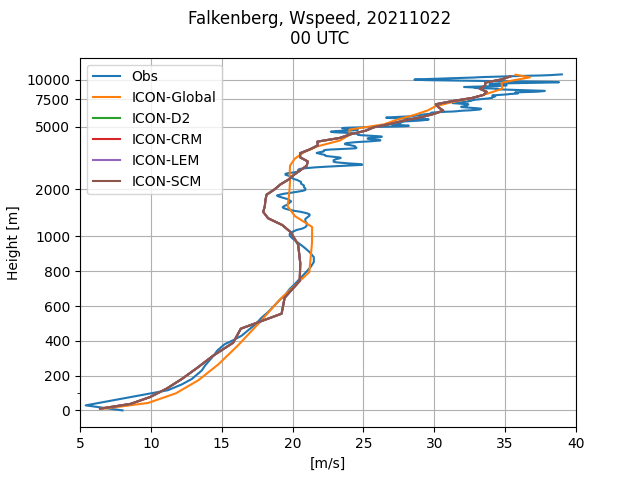 Falkenberg, Wspeed, 20211022
00 UTC
Obs
ICON-Global
ICON-D2
ICON-CRM
ICON-LEM
ICON-SCM
Height [m]
10000
7500
5000
2000
1000
800
600
400
200
0
5 10 15 20 25 30 35 40
[m/s]